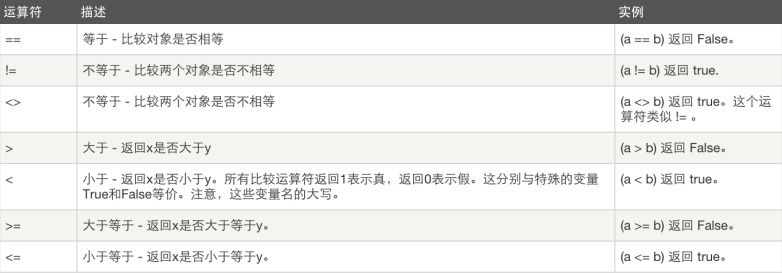 运算符 描述 实例
== 等于 - 比较对象是否相等 (a == b) 返回 False。
!= 不等于 - 比较两个对象是否不相等 (a != b) 返回 true.
<> 不等于 - 比较两个对象是否不相等 (a <> b) 返回 true。这个运
算符类似 != 。
> 大于 - 返回x是否大于y (a > b) 返回 False。
< 小于 - 返回x是否小于y。所有比较运算符返回1表示真，返回0表示假。这分别与特殊的变量 (a < b) 返回 true。
True和False等价。注意，这些变量名的大写。
>= 大于等于 - 返回x是否大于等于y。 (a >= b) 返回 False。
<= 小于等于 - 返回x是否小于等于y。 (a <= b) 返回 true。